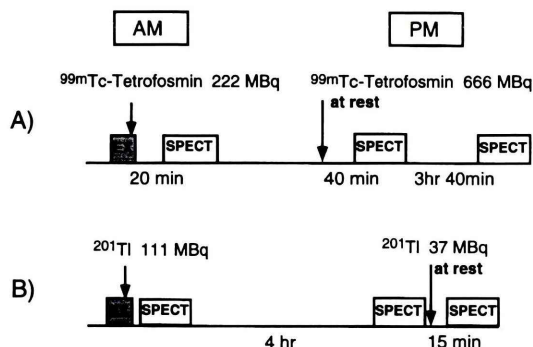 AM PM
99mTc-Tetrofosmin 222 MBq 99mTc-Tetrofosmin 666 MBq
at rest
A)
SPECT SPECT SPECT
20 min 40 min 3hr 40min
201Tl 111 MBq 201Tl 37 MBq
at rest
B)
SPECT SPECT SPECT
4 hr 15 min